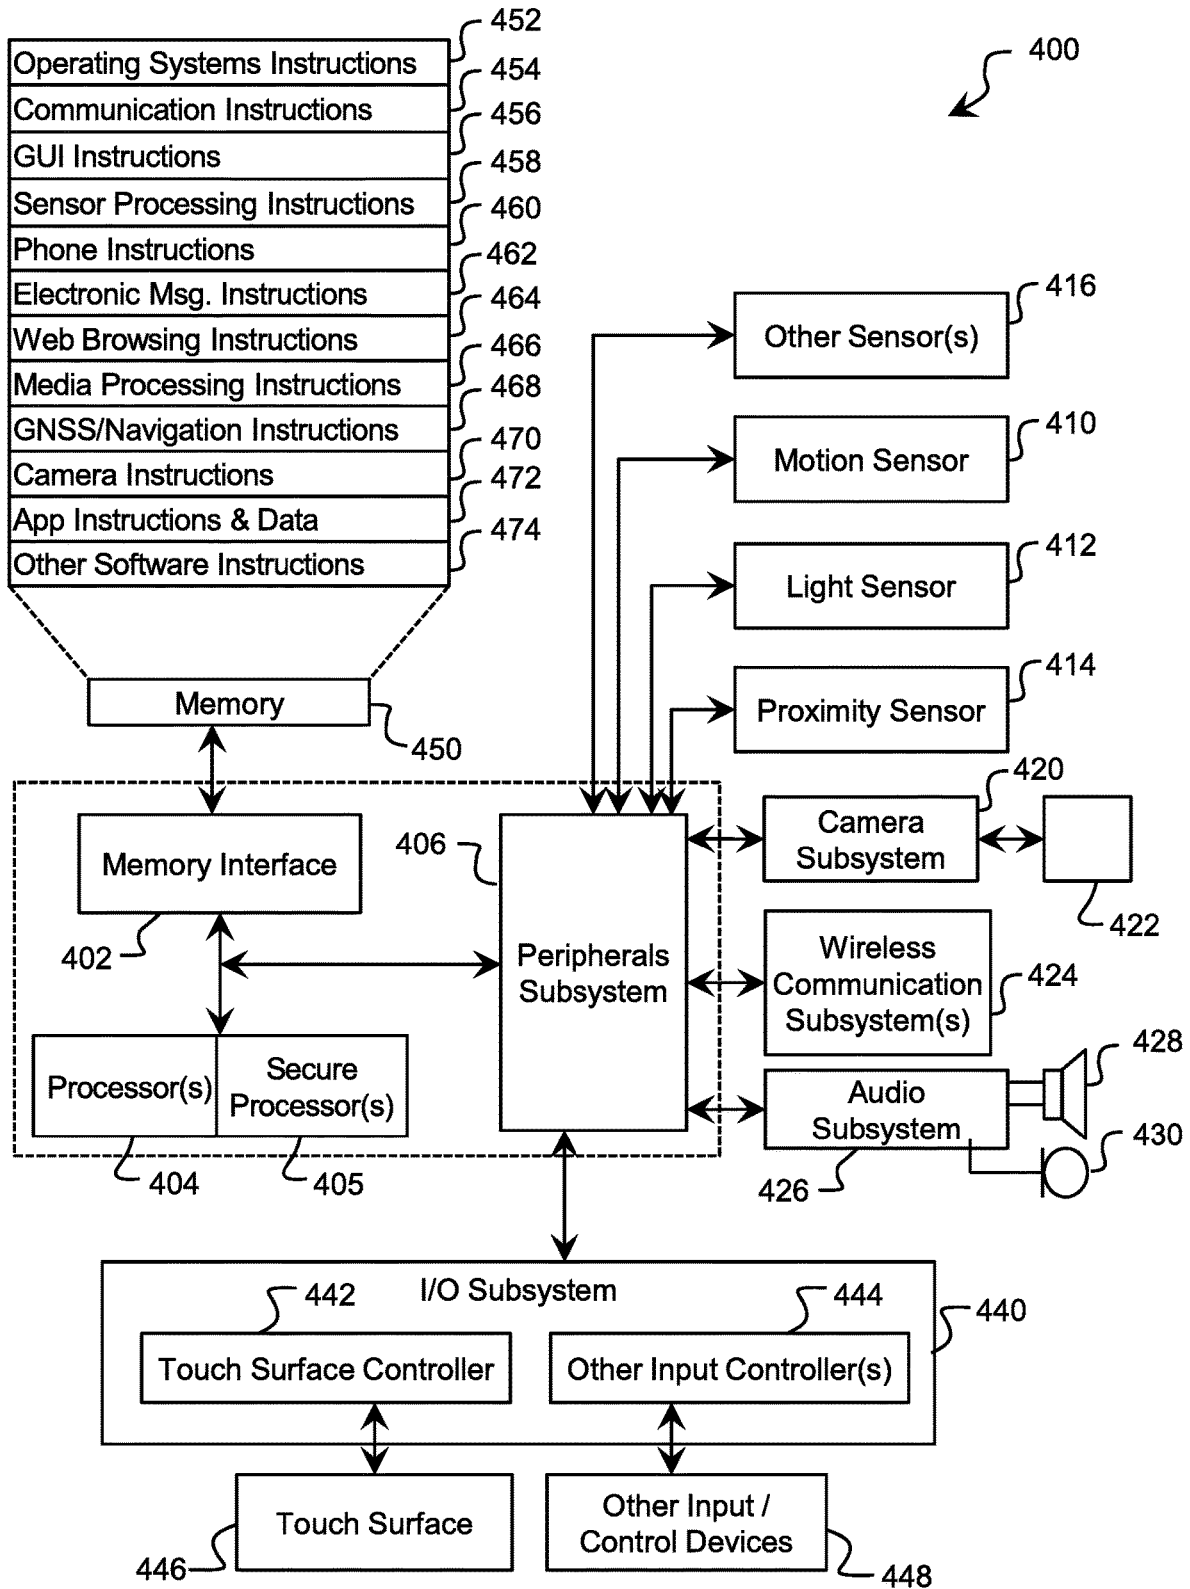 452
Operating Systems Instructions
454
Communication Instructions
456
GUI Instructions
458
Sensor Processing Instructions
460
Phone Instructions
462
Electronic Msg. Instructions
464
Web Browsing Instructions
466
Media Processing Instructions
468
GNSS/Navigation Instructions
470
Camera Instructions
472
App Instructions & Data
474
Other Software Instructions
400
416
Other Sensor(s)
410
Motion Sensor
412
Light Sensor
414
Proximity Sensor
Memory
450
420
Camera
Subsystem
422
406
Memory Interface
402
Peripherals
Subsystem
Wireless
Communication
Subsystem(s)
424
428
Processor(s)
Secure
Processor(s)
404
405
Audio
Subsystem
426
430
I/O Subsystem
442
444
440
Touch Surface Controller
Other Input Controller(s)
Touch Surface
446
Other Input /
Control Devices
448